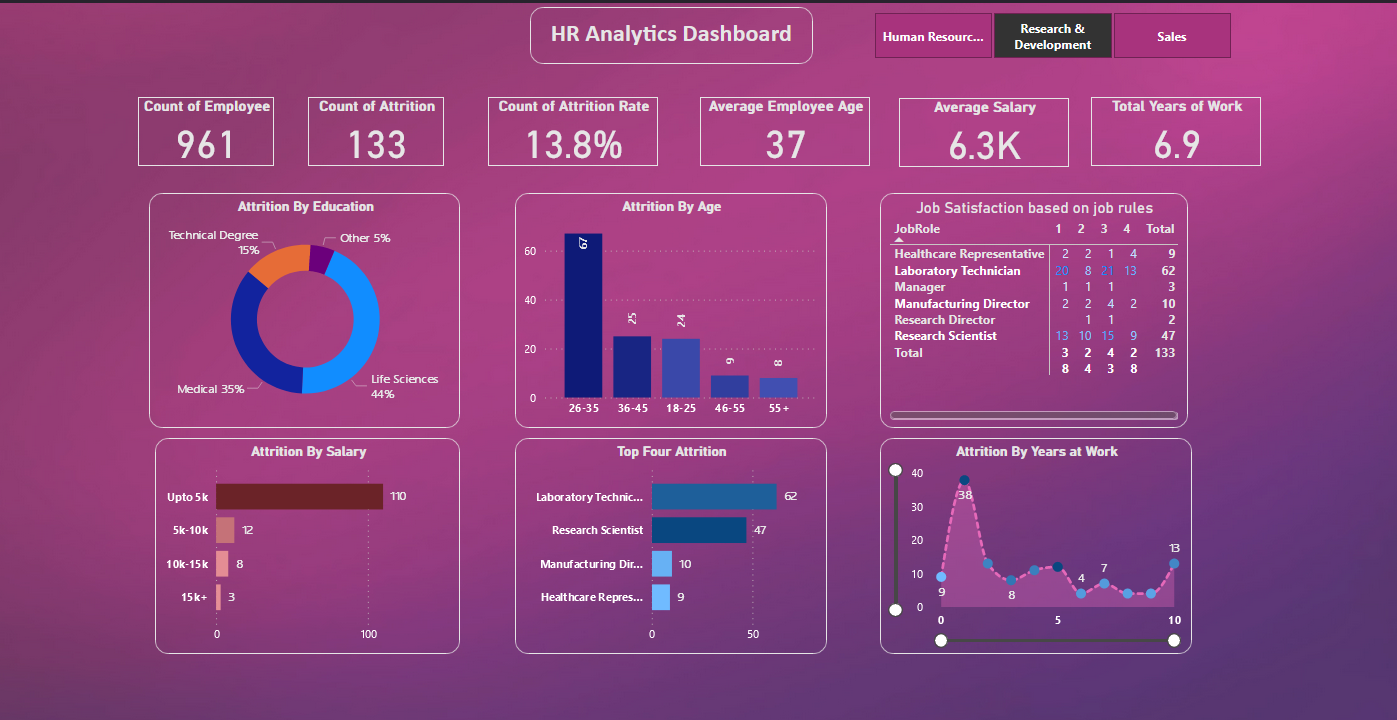 HR Analytics Dashboard
Human Resourc...
Research &
Development
Sales
Count of Employee
961
Count of Attrition
133
Count of Attrition Rate
13.8%
Average Employee Age
37
Average Salary
6.3K
Total Years of Work
6.9
Attrition By Education
Technical Degree
15%
Other 5%
Medical 35%
Life Sciences
44%
Attrition By Age
60
40
20
0
67
25
24
9
8
26-35 36-45 18-25 46-55 55+
Job Satisfaction based on job rules
JobRole 1 2 3 4 Total
Healthcare Representative 2 2 1 4 9
Laboratory Technician 20 8 21 13 62
Manager 1 1 1 3
Manufacturing Director 2 2 4 2 10
Research Director 1 1 2
Research Scientist 13 10 15 9 47
Total 3 2 4 2 133
8 4 3 8
Attrition By Salary
Upto 5k 110
5k-10k 12
10k-15k 8
15k+ 3
0 100
Top Four Attrition
Laboratory Technic... 62
Research Scientist 47
Manufacturing Dir... 10
Healthcare Repres... 9
0 50
Attrition By Years at Work
40
30
20
10
0
9
38
8
4
7
13
0 5 10